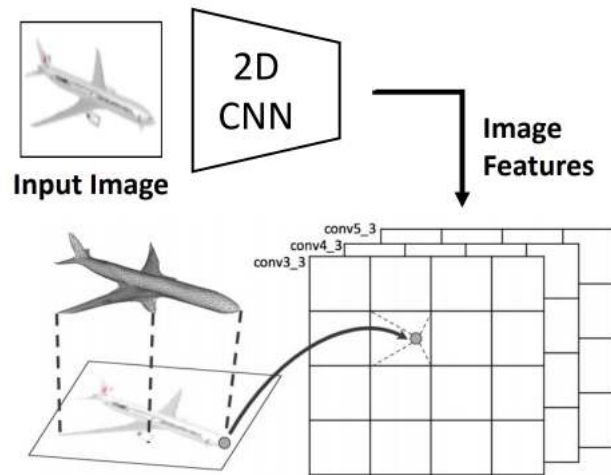 2D
CNN
Input Image
Image
Features
conv5_3
conv4_3
conv3_3